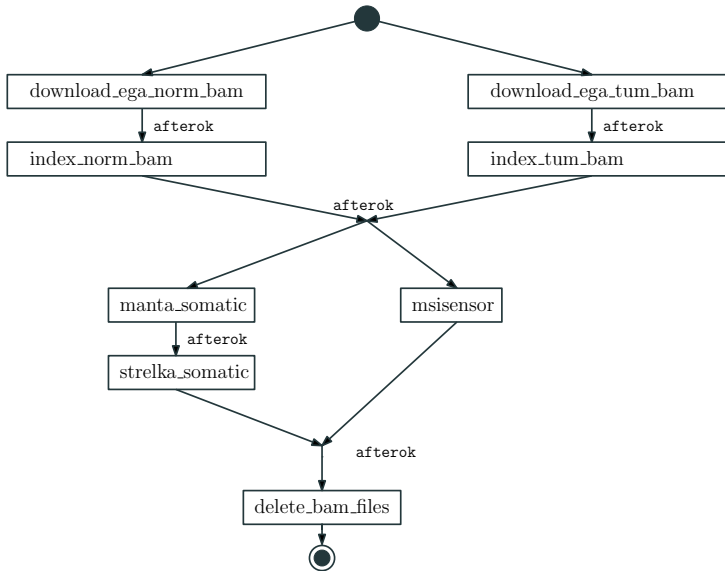 download_ega_norm_bam
download_ega_tum_bam
afterok
afterok
index_norm_bam
index_tum_bam
afterok
manta_somatic
msisensor
afterok
strelka_somatic
afterok
delete_bam_files